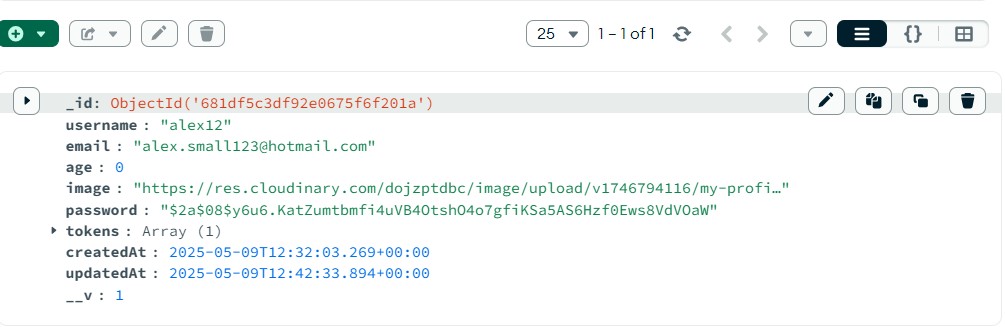 25 1 – 1 of 1 {}
_id: ObjectId('681df5c3df92e0675f6f201a')
username : "alex12"
email : "alex.small123@hotmail.com"
age : 0
image : "https://res.cloudinary.com/dojzptdbc/image/upload/v1746794116/my-profi…"
password : "$2a$08$y6u6.KatZumtbmfi4uVB4OtshO4o7gfiKSa5AS6Hzf0Ews8VdVOaW"
tokens : Array (1)
createdAt : 2025-05-09T12:32:03.269+00:00
updatedAt : 2025-05-09T12:42:33.894+00:00
__v : 1